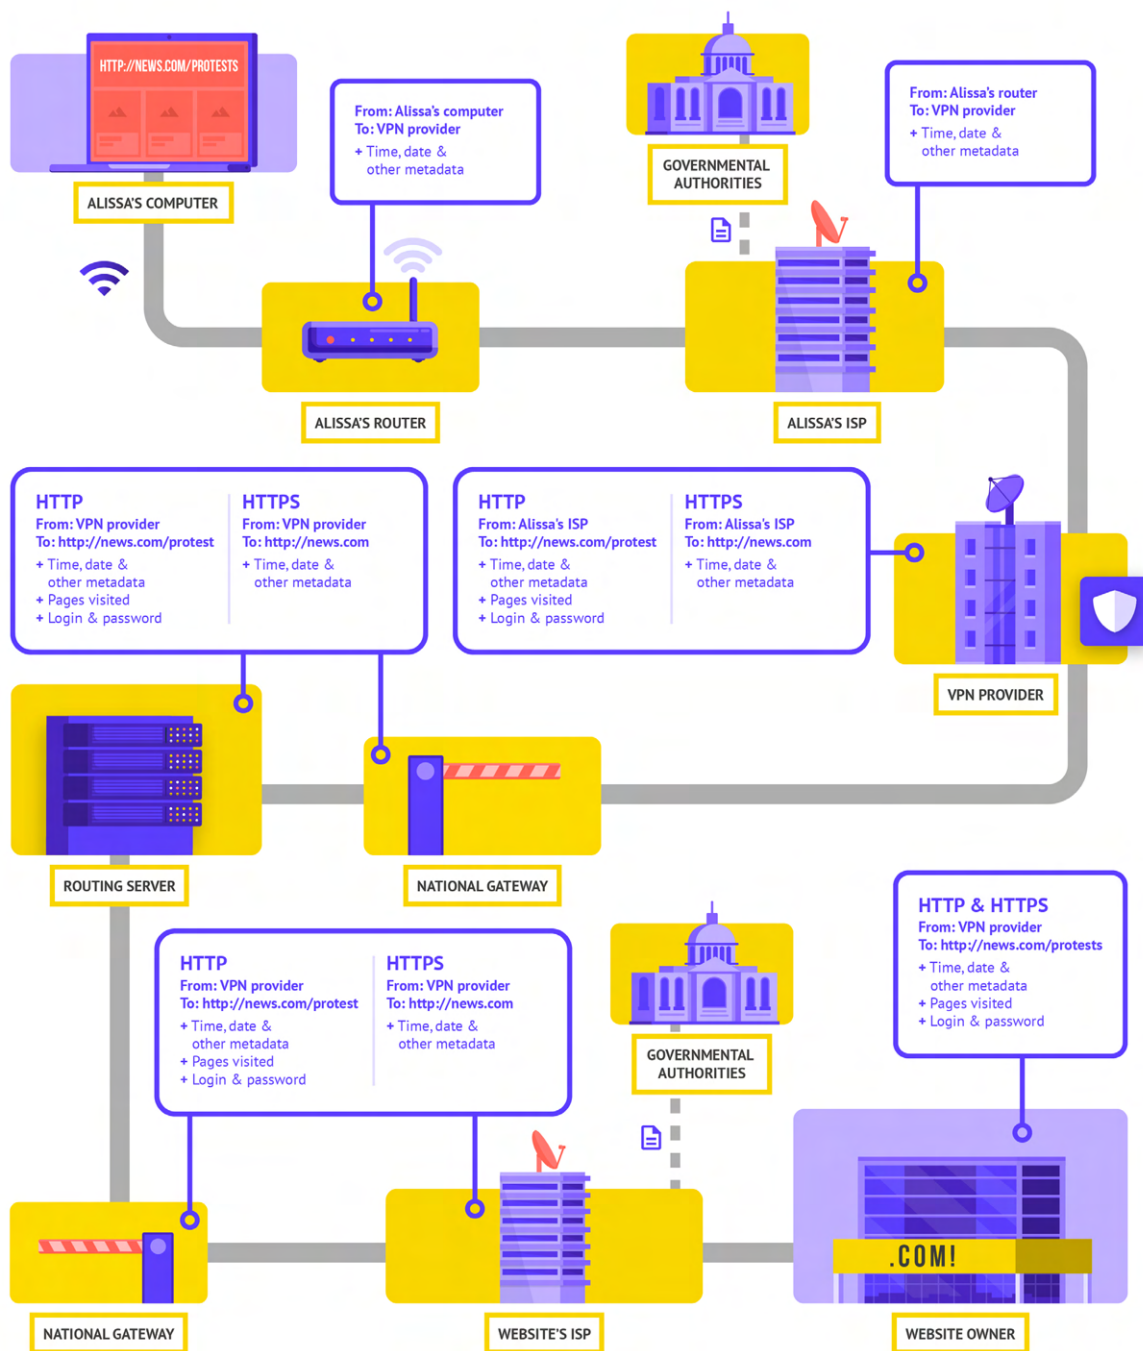 HTTP://NEWS.COM/PROTESTS
ALISSA'S COMPUTER
From: Alissa's computer
To: VPN provider
+ Time, date &
other metadata
ALISSA'S ROUTER
GOVERNMENTAL
AUTHORITIES
From: Alissa's router
To: VPN provider
+ Time, date &
other metadata
ALISSA'S ISP
HTTP
From: VPN provider
To: http://news.com/protest
+ Time, date &
other metadata
+ Pages visited
+ Login & password
HTTPS
From: VPN provider
To: http://news.com
+ Time, date &
other metadata
HTTP
From: Alissa's ISP
To: http://news.com/protest
+ Time, date &
other metadata
+ Pages visited
+ Login & password
HTTPS
From: Alissa's ISP
To: http://news.com
+ Time, date &
other metadata
VPN PROVIDER
ROUTING SERVER
NATIONAL GATEWAY
HTTP
From: VPN provider
To: http://news.com/protest
+ Time, date &
other metadata
+ Pages visited
+ Login & password
HTTPS
From: VPN provider
To: http://news.com
+ Time, date &
other metadata
GOVERNMENTAL
AUTHORITIES
HTTP & HTTPS
From: VPN provider
To: http://news.com/protests
+ Time, date &
other metadata
+ Pages visited
+ Login & password
.COM!
NATIONAL GATEWAY
WEBSITE'S ISP
WEBSITE OWNER